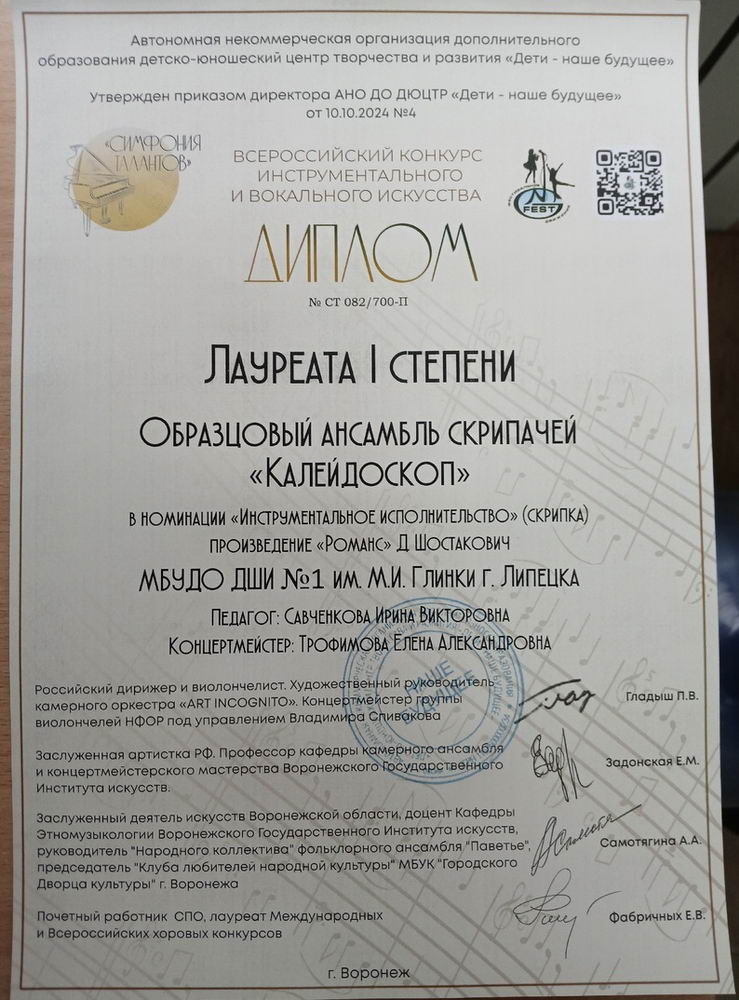 Автономная некоммерческая организация дополнительного
образования детско-юношеский центр творчества и развития «Дети - наше будущее»
Утвержден приказом директора АНО ДО ДЮЦТР «Дети - наше будущее»
от 10.10.2024 №4
«СИМФОНИЯ
ТАЛАНТОВ»
ВСЕРОССИЙСКИЙ КОНКУРС
ИНСТРУМЕНТАЛЬНОГО
И ВОКАЛЬНОГО ИСКУССТВА
FEST
ДИПЛОМ
№ СТ 082/700-П
Лауреата I степени
Образцовый ансамбль скрипачей
«Калейдоскоп»
в номинации «Инструментальное исполнительство» (скрипка)
произведение «Романс» Д Шостакович
МБУДО ДШИ №1 им. М.И. Глинки г. Липецка
Педагог: Савченкова Ирина Викторовна
Концертмейстер: Трофимова Елена Александровна
Российский дирижер и виолончелист. Художественный руководитель
камерного оркестра «ART INCOGNITO». Концертмейстер группы
виолончелей НФОР под управлением Владимира Спивакова
Гладыш П.В.
НАШЕ
БУДУЩЕЕ
Заслуженная артистка РФ. Профессор кафедры камерного ансамбля
и концертмейстерского мастерства Воронежского Государственного
Института искусств.
Задонская Е.М.
Заслуженный деятель искусств Воронежской области, доцент Кафедры
Этномузыкологии Воронежского Государственного Института искусств,
руководитель "Народного коллектива" фольклорного ансамбля "Паветье",
председатель "Клуба любителей народной культуры" МБУК "Городского
Дворца культуры" г. Воронежа
Самотягина А.А.
Почетный работник СПО, лауреат Международных
и Всероссийских хоровых конкурсов
Фабричных Е.В.
г. Воронеж